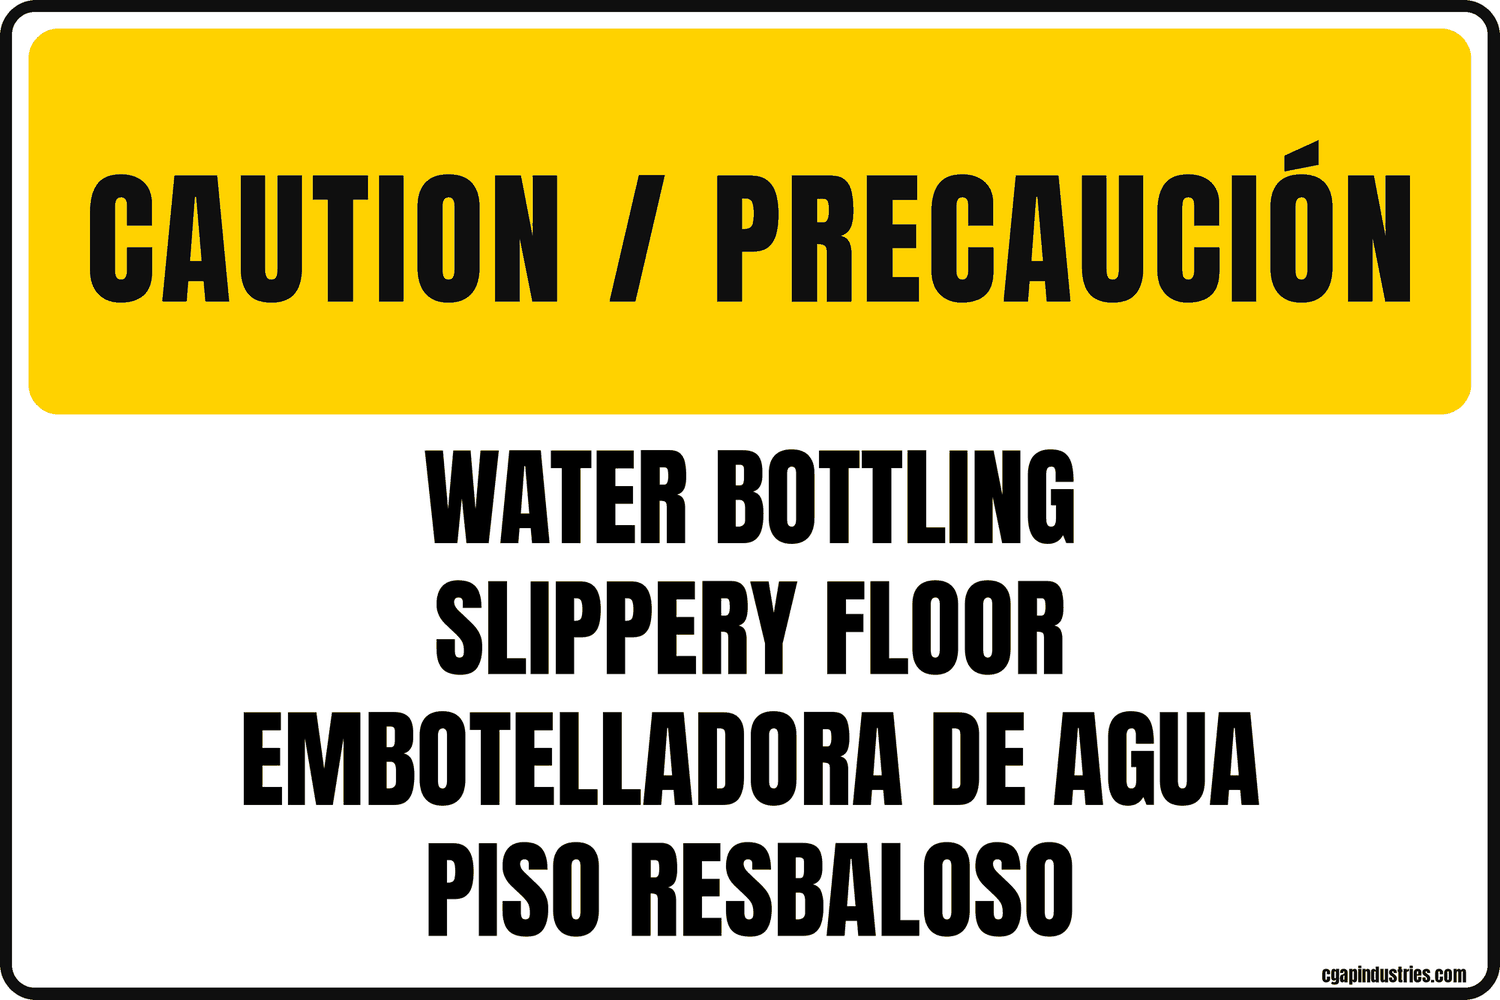 CAUTION / PRECAUCIÓN
WATER BOTTLING
SLIPPERY FLOOR
EMBOTELLADORA DE AGUA
PISO RESBALOSO
cgapindustries.com